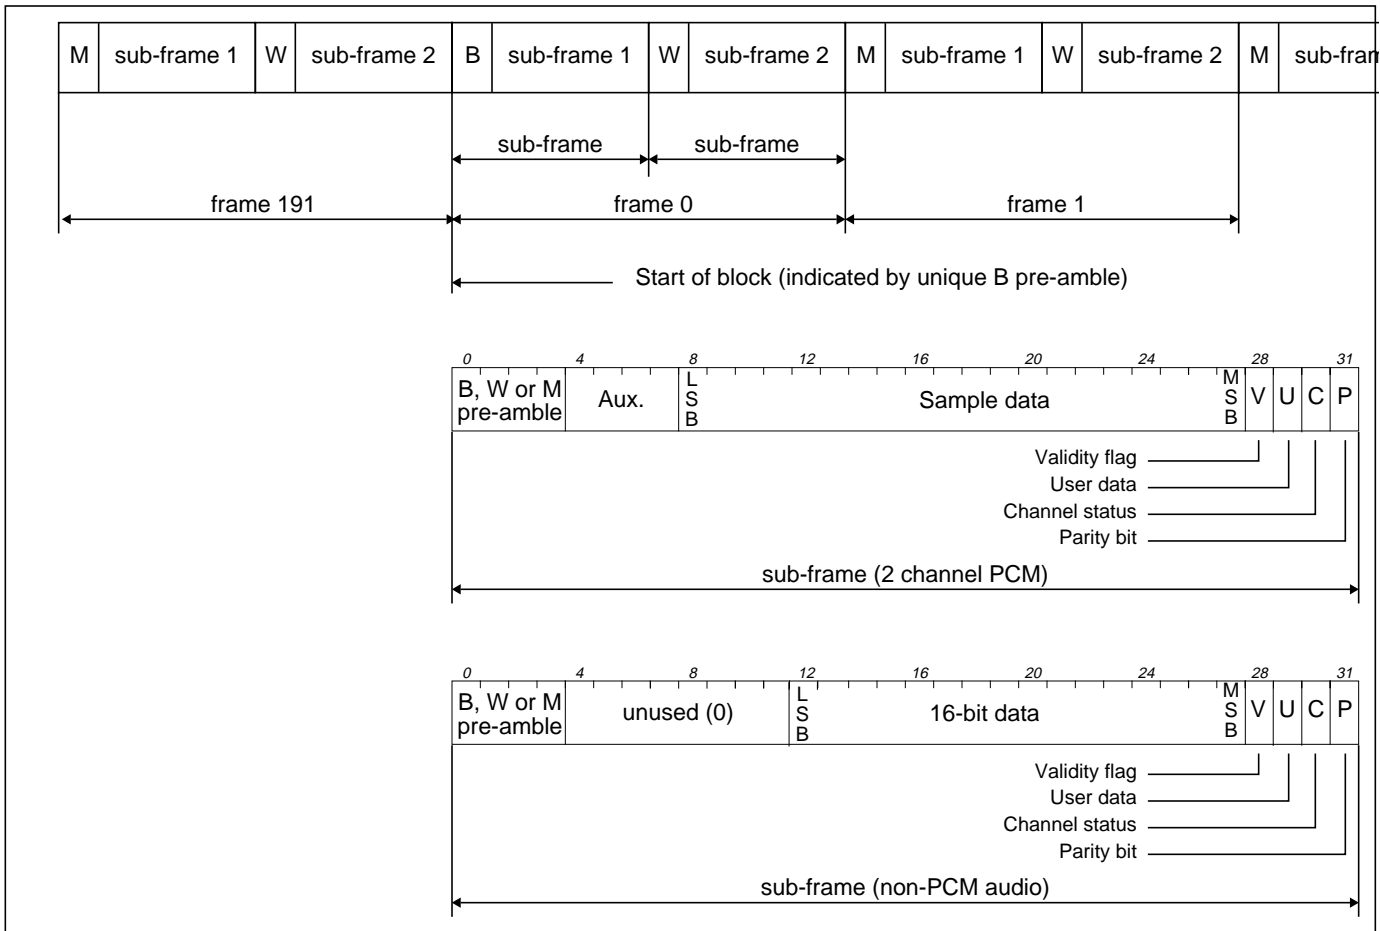 M sub-frame 1 W sub-frame 2 B sub-frame 1 W sub-frame 2 M sub-frame 1 W sub-frame 2 M sub-fram
sub-frame sub-frame
frame 191 frame 0 frame 1
Start of block (indicated by unique B pre-amble)
0 4 8 12 16 20 24 28 31
B, W or M pre-amble Aux. LSB Sample data MSB V U C P
Validity flag
User data
Channel status
Parity bit
sub-frame (2 channel PCM)
0 4 8 12 16 20 24 28 31
B, W or M pre-amble unused (0) LSB 16-bit data MSB V U C P
Validity flag
User data
Channel status
Parity bit
sub-frame (non-PCM audio)